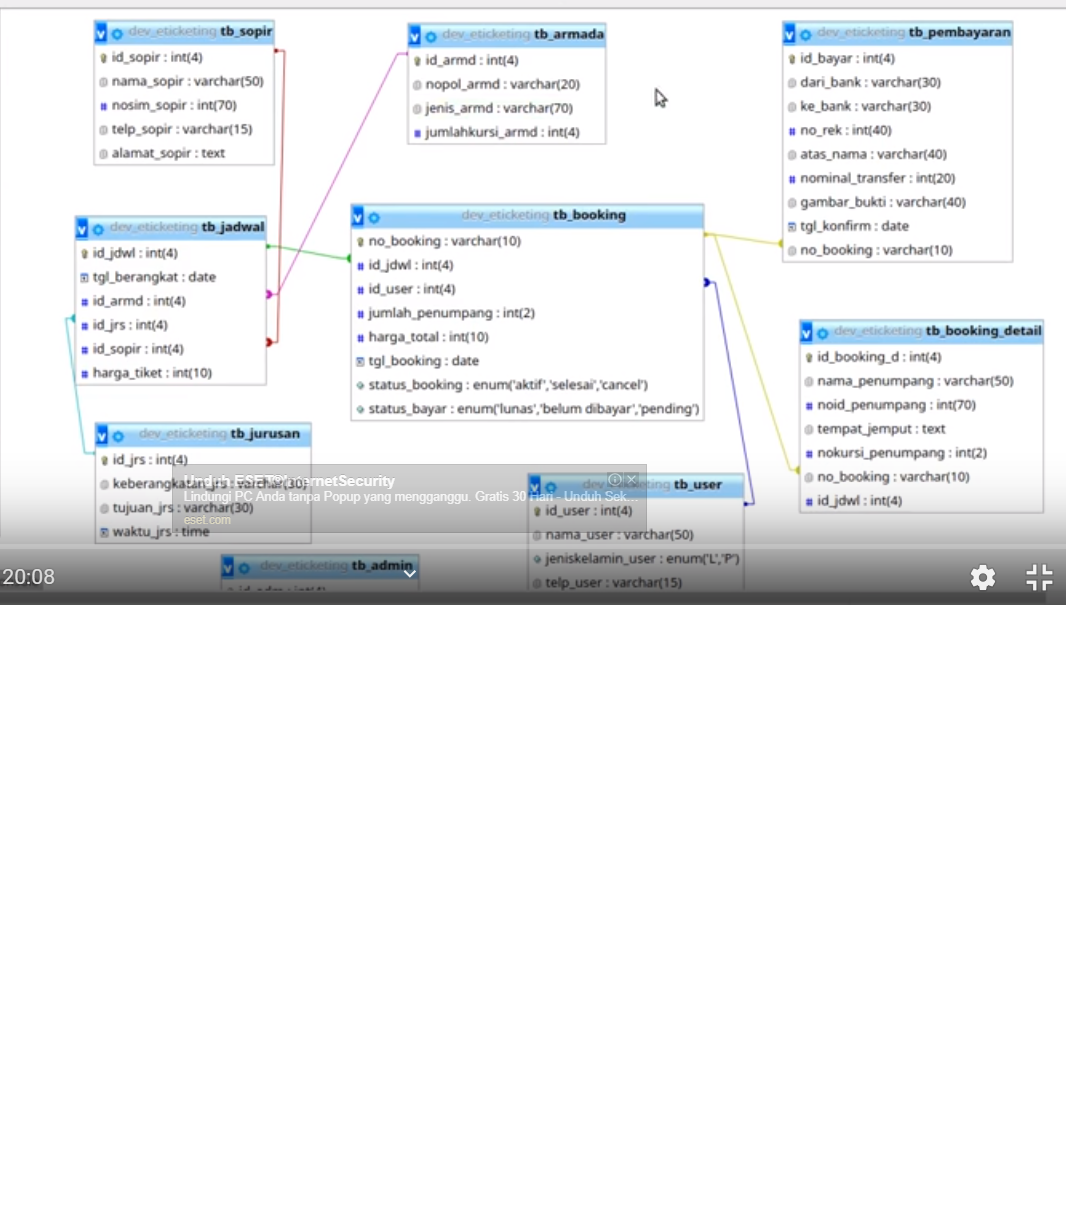 dev_eticketing tb_sopir
id_sopir : int(4)
nama_sopir : varchar(50)
nosim_sopir : int(70)
telp_sopir : varchar(15)
alamat_sopir : text
dev_eticketing tb_armada
id_armd : int(4)
nopol_armd : varchar(20)
jenis_armd : varchar(70)
jumlahkursi_armd : int(4)
dev_eticketing tb_pembayaran
id_bayar : int(4)
dari_bank : varchar(30)
ke_bank : varchar(30)
no_rek : int(40)
atas_nama : varchar(40)
nominal_transfer : int(20)
gambar_bukti : varchar(40)
tgl_konfirm : date
no_booking : varchar(10)
dev_eticketing tb_jadwal
id_jdwl : int(4)
tgl_berangkat : date
id_armd : int(4)
id_jrs : int(4)
id_sopir : int(4)
harga_tiket : int(10)
dev_eticketing tb_booking
no_booking : varchar(10)
id_jdwl : int(4)
id_user : int(4)
jumlah_penumpang : int(2)
harga_total : int(10)
tgl_booking : date
status_booking : enum('aktif','selesai','cancel')
status_bayar : enum('lunas','belum dibayar','pending')
dev_eticketing tb_booking_detail
id_booking_d : int(4)
nama_penumpang : varchar(50)
noid_penumpang : int(70)
tempat_jemput : text
nokursi_penumpang : int(2)
no_booking : varchar(10)
id_jdwl : int(4)
dev_eticketing tb_jurusan
id_jrs : int(4)
keberangkatan_jrs : varchar(30)
tujuan_jrs : varchar(30)
waktu_jrs : time
Unduh ESET® Internet Security
Lindungi PC Anda tanpa Popup yang mengganggu. Gratis 30 Hari - Unduh Sek...
eset.com
dev_eticketing tb_user
id_user : int(4)
nama_user : varchar(50)
jeniskelamin_user : enum('L','P')
telp_user : varchar(15)
dev_eticketing tb_admin
20:08